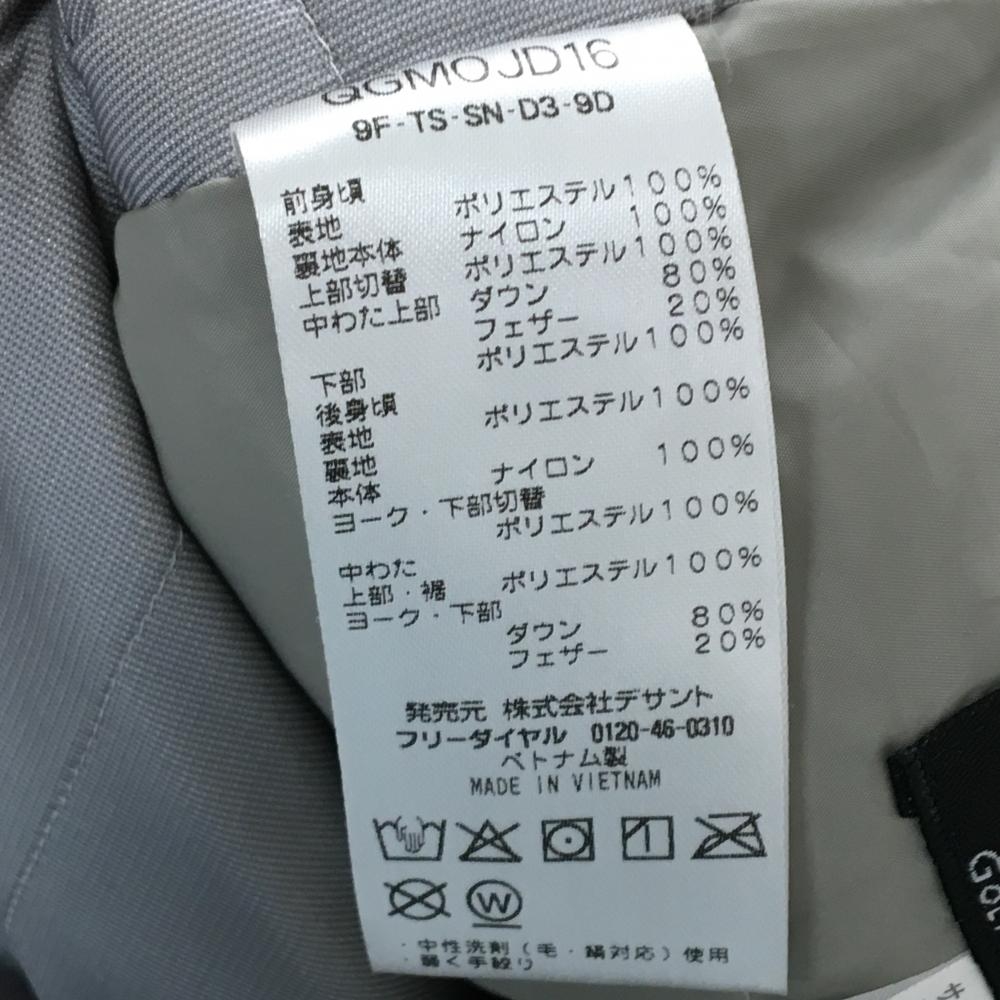 QGMOJD16
9F-TS-SN-D3-9D
前身頃
表地 ポリエステル100%
裏地本体 ナイロン 100%
上部切替 ポリエステル100%
中わた上部 ダウン 80%
フェザー 20%
下部 ポリエステル100%
後身頃
表地 ポリエステル100%
裏地
本体 ナイロン 100%
ヨーク・下部切替
ポリエステル100%
中わた
上部・裾 ポリエステル100%
ヨーク・下部
ダウン 80%
フェザー 20%
発売元 株式会社デサント
フリーダイヤル 0120-46-0310
ベトナム製
MADE IN VIETNAM
W
・中性洗剤(毛・絹対応)使用
・弱く手絞り